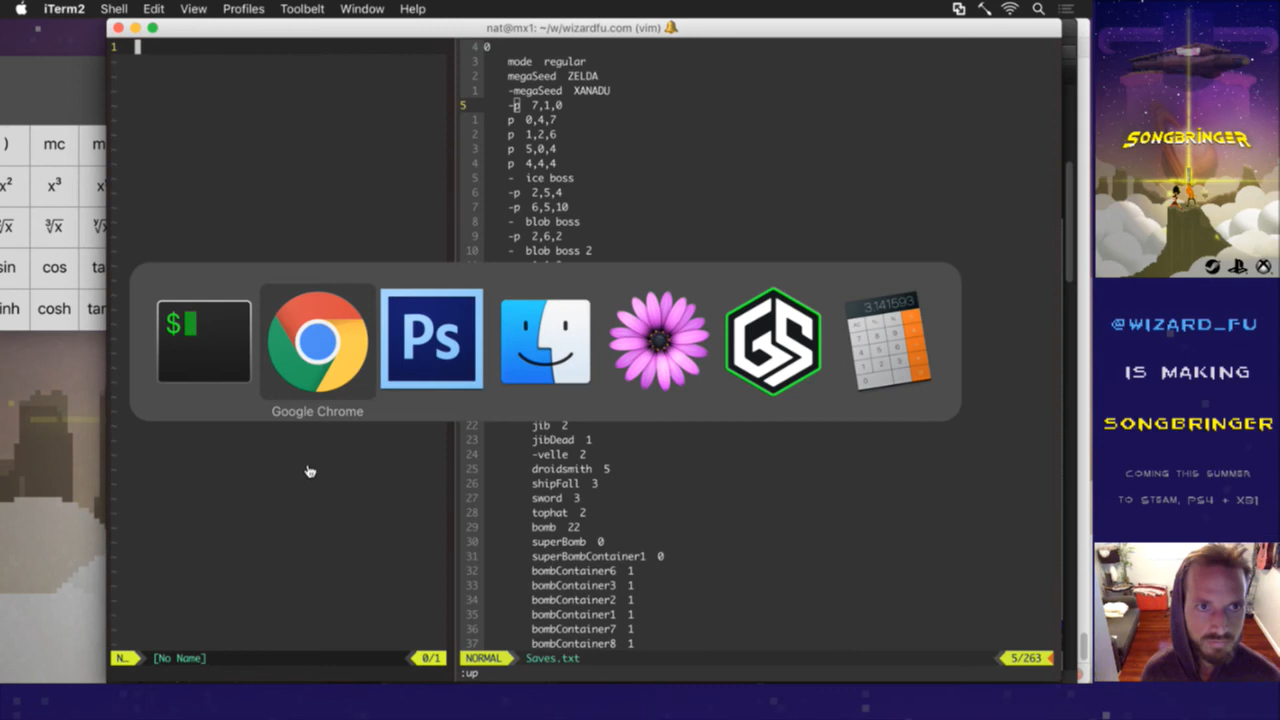 iTerm2 Shell Edit View Profiles Toolbelt Window Help
nat@mx1: ~/w/wizardfu.com (vim)
1
4 0
3 mode regular
2 megaSeed ZELDA
1 -megaSeed XANADU
5 -p 7,1,0
1 p 0,4,7
2 p 1,2,6
3 p 5,0,4
4 p 4,4,4
5 - ice boss
6 -p 2,5,4
7 -p 6,5,10
8 - blob boss
9 -p 2,6,2
10 - blob boss 2
) mc m
x² x³ x
√x ∛x
sin cos ta
inh cosh tan
$
Ps
GS
3.141593
Google Chrome
22 jib 2
23 jibDead 1
24 -velle 2
25 droidsmith 5
26 shipFall 3
27 sword 3
28 tophat 2
29 bomb 22
30 superBomb 0
31 superBombContainer1 0
32 bombContainer6 1
33 bombContainer3 1
34 bombContainer2 1
35 bombContainer1 1
36 bombContainer7 1
37 bombContainer8 1
N... [No Name] 0/1
NORMAL Saves.txt 5/263
:up
SONGBRINGER
@WIZARD_FU
IS MAKING
SONGBRINGER
COMING THIS SUMMER
TO STEAM, PS4 + XB1